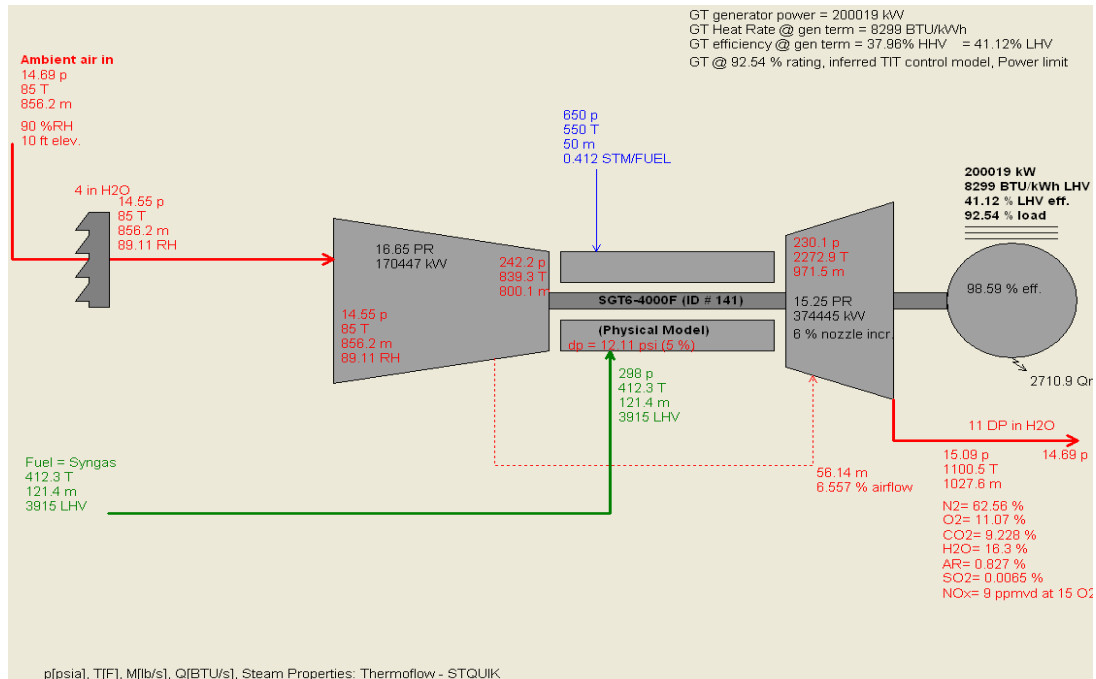 GT generator power = 200019 kW
GT Heat Rate @ gen term = 8299 BTU/kWh
GT efficiency @ gen term = 37.96% HHV = 41.12% LHV
GT @ 92.54 % rating, inferred TIT control model, Power limit
Ambient air in
14.69 p
85 T
856.2 m
90 %RH
10 ft elev.
4 in H2O
14.55 p
85 T
856.2 m
89.11 RH
650 p
550 T
50 m
0.412 STM/FUEL
200019 kW
8299 BTU/kWh LHV
41.12 % LHV eff.
92.54 % load
16.65 PR
170447 kW
242.2 p
839.3 T
800.1 m
14.55 p
85 T
856.2 m
89.11 RH
SGT6-4000F (ID # 141)
(Physical Model)
dp = 12.11 psi (5 %)
230.1 p
2272.9 T
971.5 m
15.25 PR
374445 kW
6 % nozzle incr.
98.59 % eff.
2710.9 Qr
298 p
412.3 T
121.4 m
3915 LHV
Fuel = Syngas
412.3 T
121.4 m
3915 LHV
56.14 m
6.557 % airflow
11 DP in H2O
15.09 p 14.69 p
1100.5 T
1027.6 m
N2= 62.56 %
O2= 11.07 %
CO2= 9.228 %
H2O= 16.3 %
AR= 0.827 %
SO2= 0.0065 %
NOx= 9 ppmvd at 15 O2
p[psia], T[F], M[lb/s], Q[BTU/s], Steam Properties: Thermoflow - STQUIK